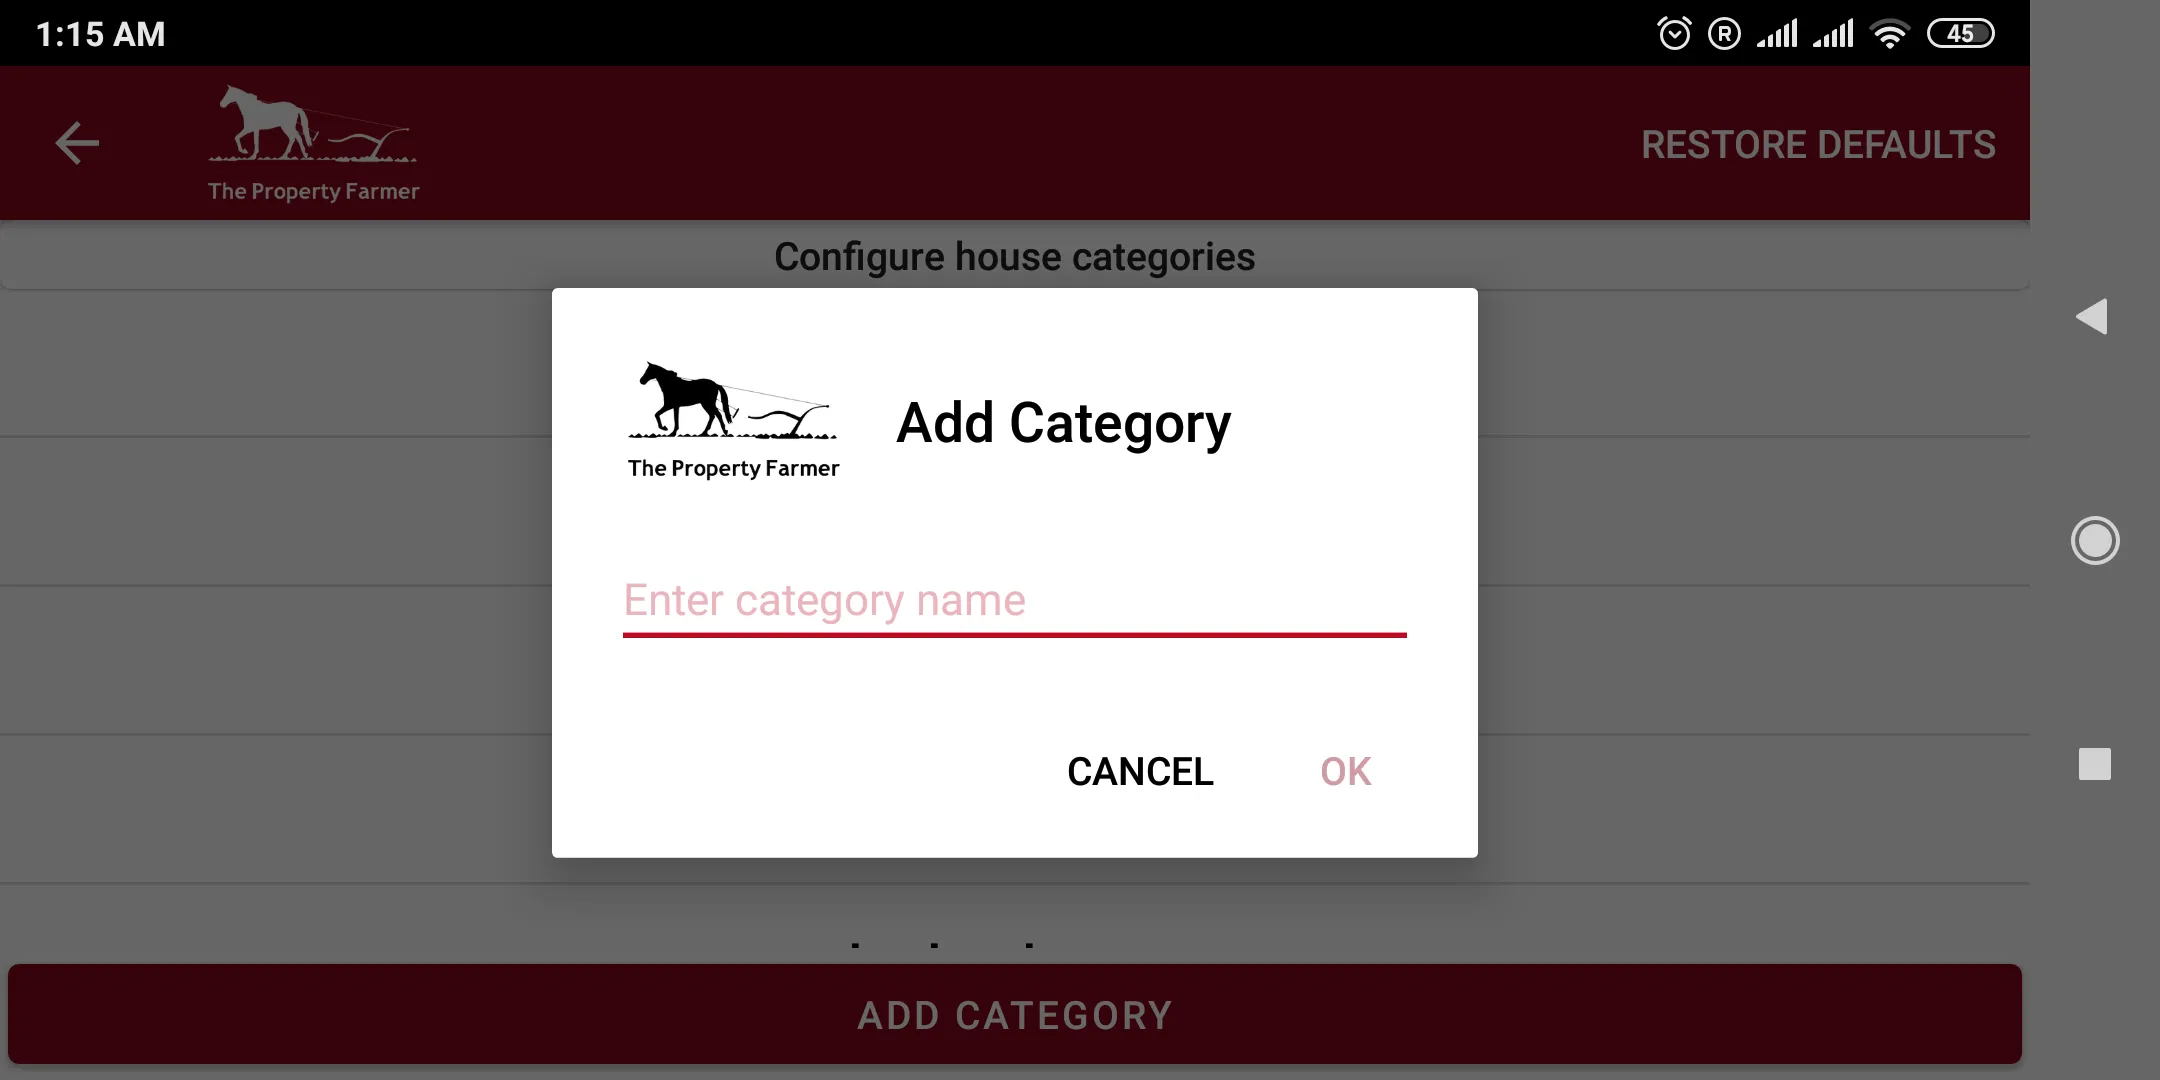 1:15 AM
R
45
The Property Farmer
RESTORE DEFAULTS
Configure house categories
The Property Farmer
Add Category
Enter category name
CANCEL
OK
ADD CATEGORY